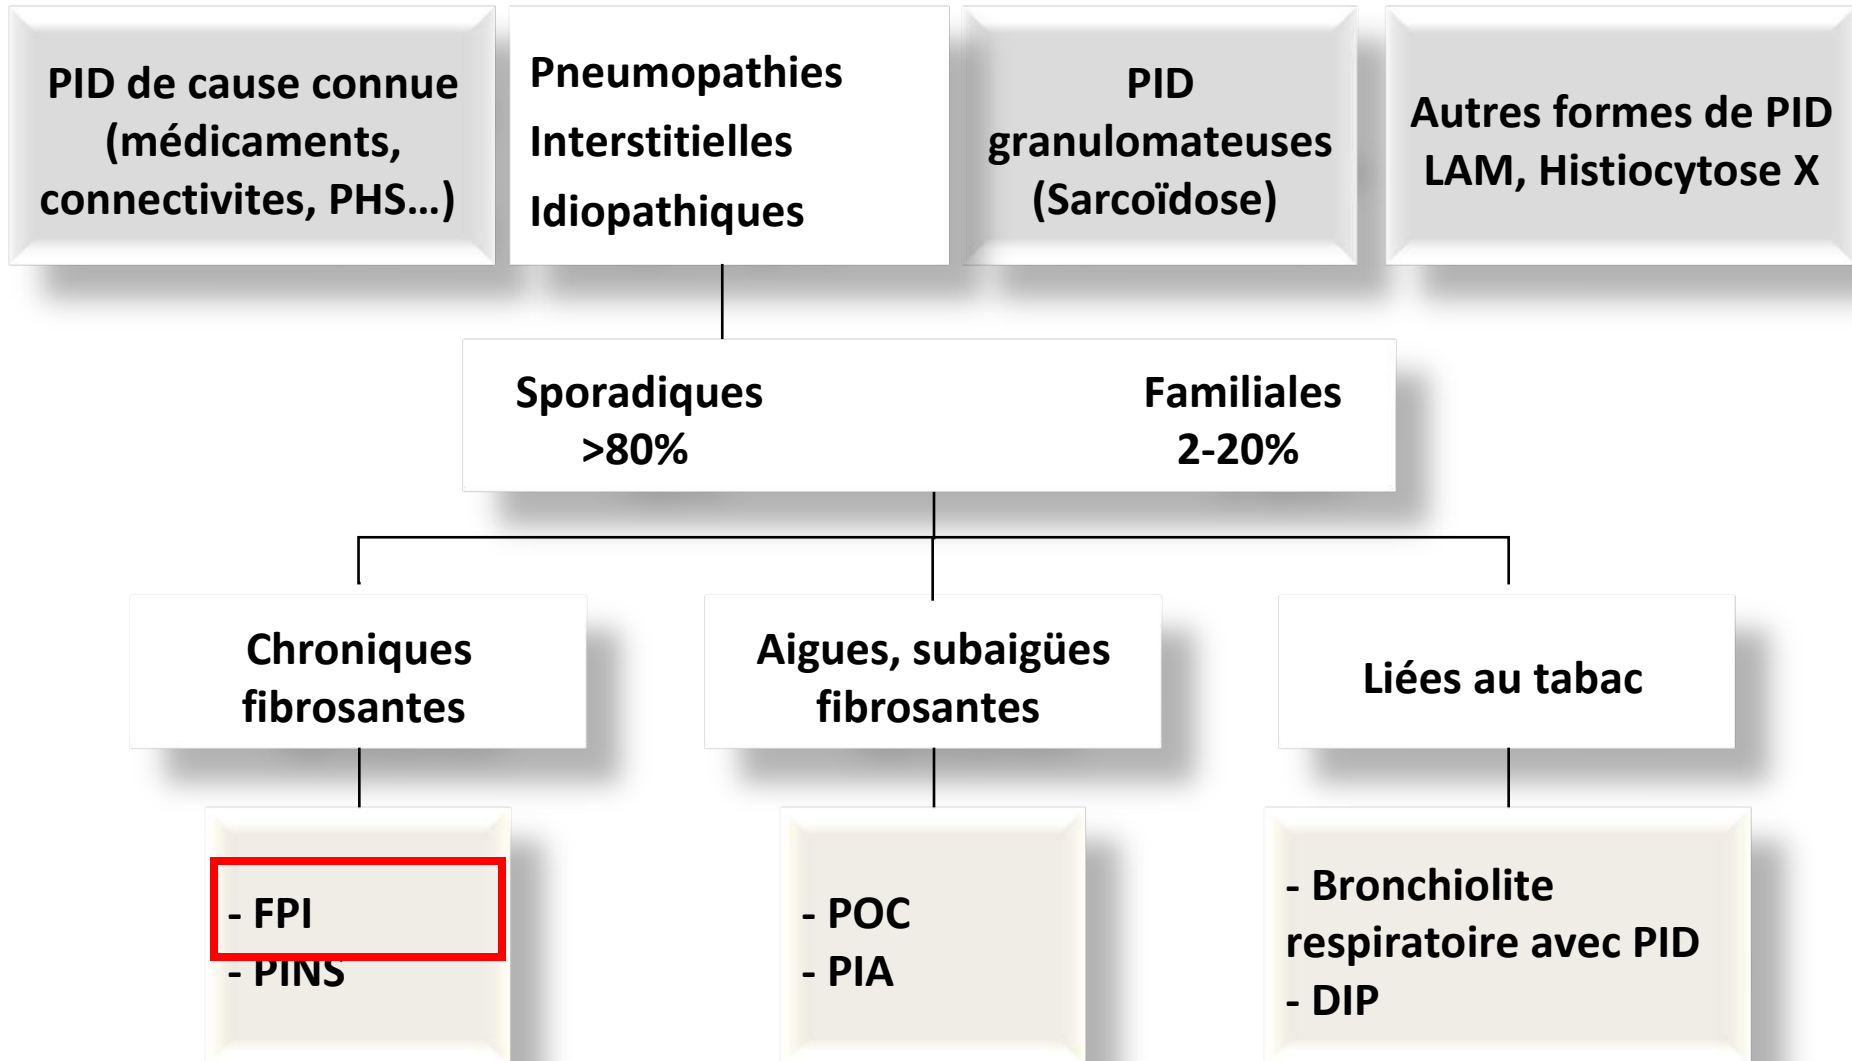 PID de cause connue
(médicaments,
connectivites, PHS...)
Pneumopathies
Interstitielles
Idiopathiques
PID
granulomateuses
(Sarcoïdose)
Autres formes de PID
LAM, Histiocytose X
Sporadiques
>80%
Familiales
2-20%
Chroniques
fibrosantes
Aigues, subaigües
fibrosantes
Liées au tabac
- FPI
- PINS
- POC
- PIA
- Bronchiolite
respiratoire avec PID
- DIP